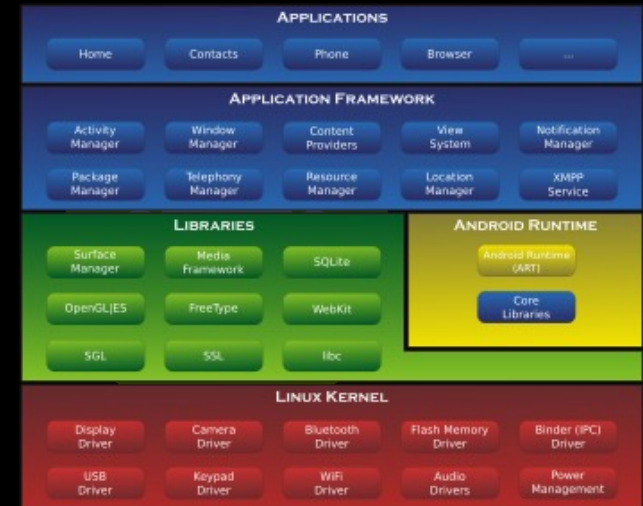 APPLICATIONS
Home Contacts Phone Browser ...
APPLICATION FRAMEWORK
Activity Manager
Window Manager
Content Providers
View System
Notification Manager
Package Manager
Telephony Manager
Resource Manager
Location Manager
XMPP Service
LIBRARIES
Surface Manager
Media Framework
SQLite
OpenGL|ES
FreeType
WebKit
SGL
SSL
libc
ANDROID RUNTIME
Android Runtime (ART)
Core Libraries
LINUX KERNEL
Display Driver
Camera Driver
Bluetooth Driver
Flash Memory Driver
Binder (IPC) Driver
USB Driver
Keypad Driver
WiFi Driver
Audio Drivers
Power Management